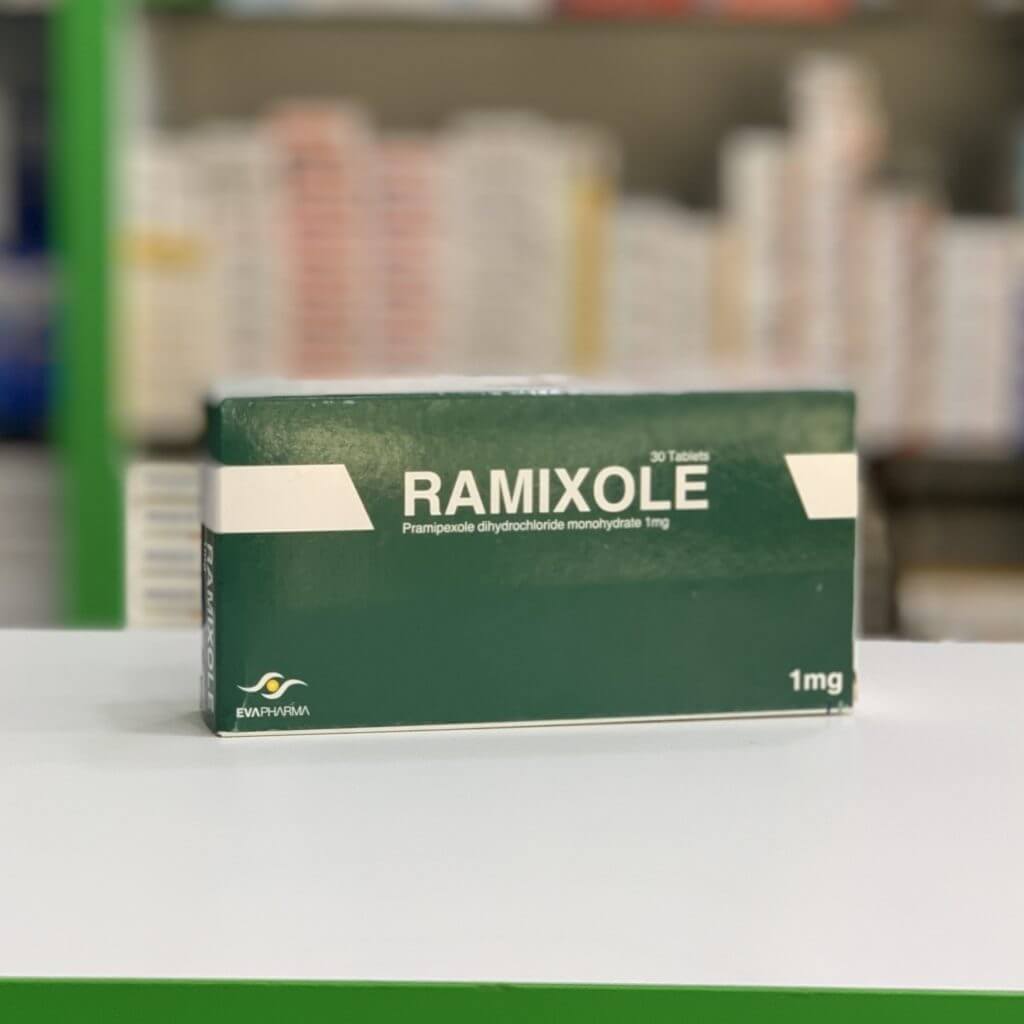 30 Tablets
RAMIXOLE
Pramipexole dihydrochloride monohydrate 1mg
RAMIXOLE
EVAPHARMA
1mg